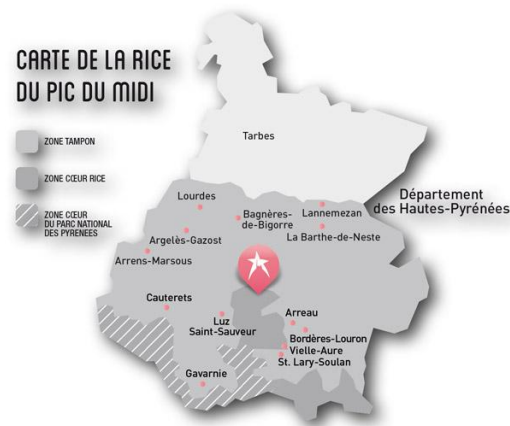 CARTE DE LA RICE
DU PIC DU MIDI
ZONE TAMPON
ZONE CŒUR RICE
ZONE CŒUR
DU PARC NATIONAL
DES PYRENEES
Tarbes
Département
des Hautes-Pyrénées
Lourdes
Bagnères-
de-Bigorre
Lannemezan
Argelès-Gazost
La Barthe-de-Neste
Arrens-Marsous
Cauterets
Luz
Saint-Sauveur
Arreau
Bordères-Louron
Vielle-Aure
St. Lary-Soulan
Gavarnie